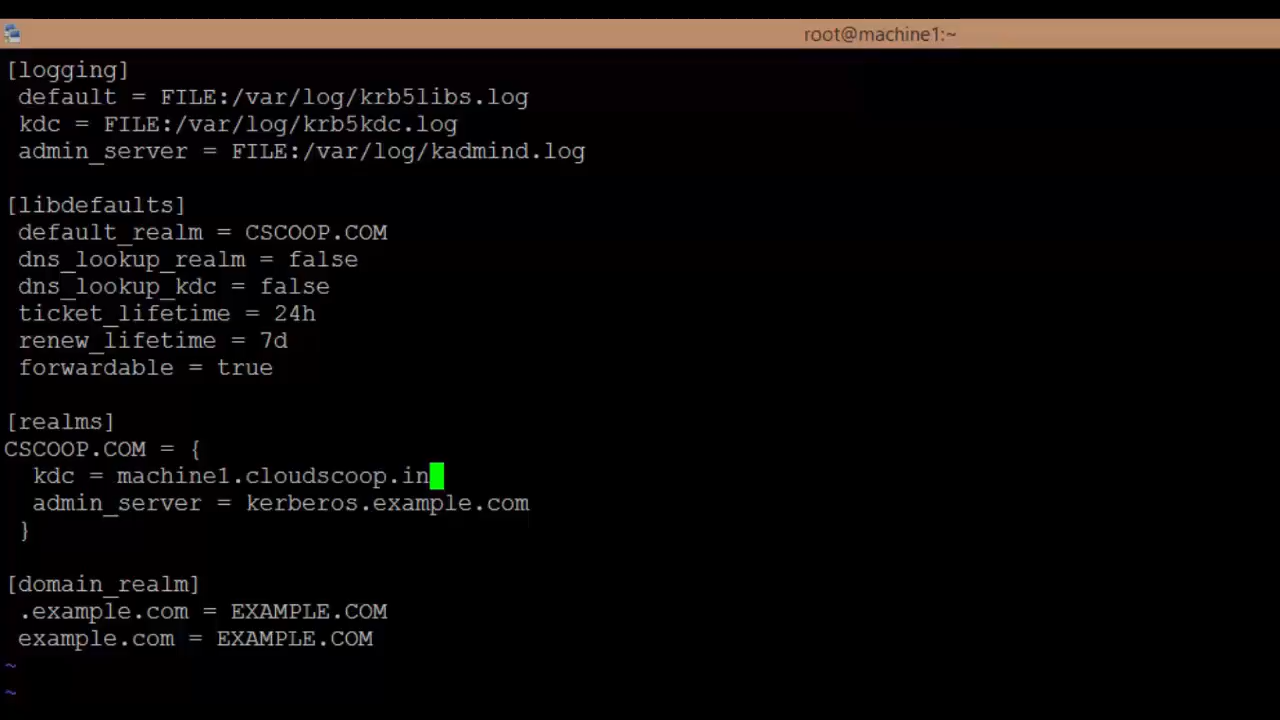 root@machine1:~
[logging]
 default = FILE:/var/log/krb5libs.log
 kdc = FILE:/var/log/krb5kdc.log
 admin_server = FILE:/var/log/kadmind.log
[libdefaults]
 default_realm = CSCOOP.COM
 dns_lookup_realm = false
 dns_lookup_kdc = false
 ticket_lifetime = 24h
 renew_lifetime = 7d
 forwardable = true
[realms]
CSCOOP.COM = {
  kdc = machine1.cloudscoop.in
  admin_server = kerberos.example.com
 }
[domain_realm]
 .example.com = EXAMPLE.COM
 example.com = EXAMPLE.COM
~
~